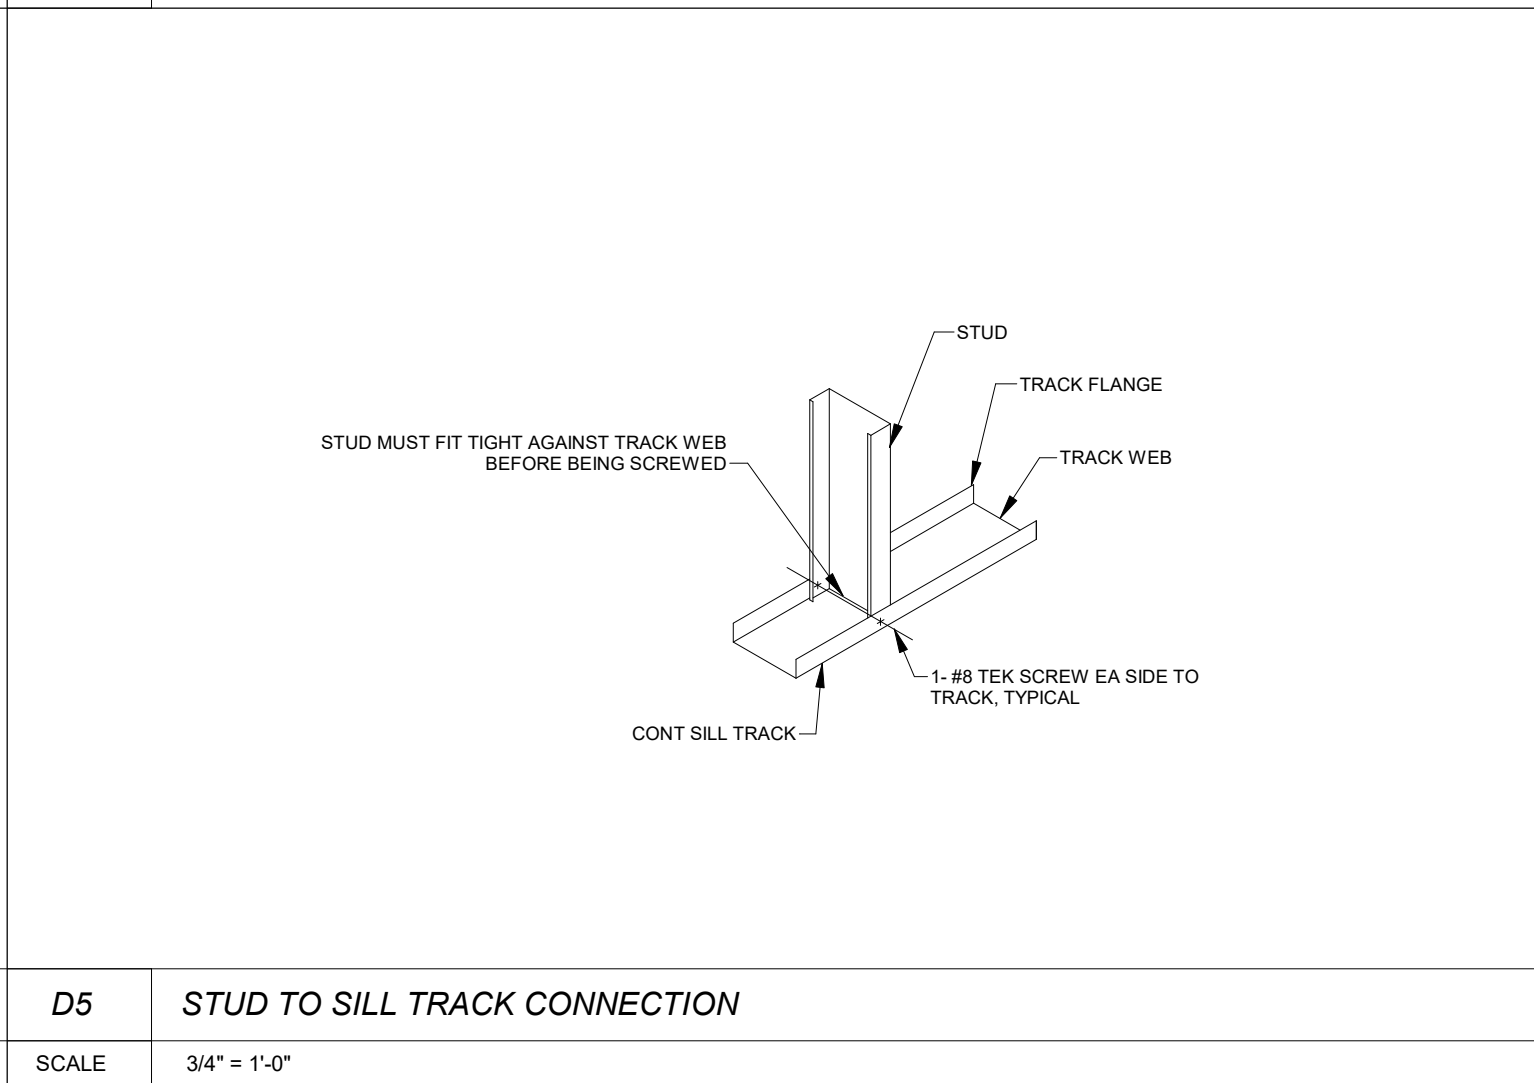 STUD
TRACK FLANGE
STUD MUST FIT TIGHT AGAINST TRACK WEB
BEFORE BEING SCREWED
TRACK WEB
1- #8 TEK SCREW EA SIDE TO
TRACK, TYPICAL
CONT SILL TRACK
D5
STUD TO SILL TRACK CONNECTION
SCALE
3/4" = 1'-0"